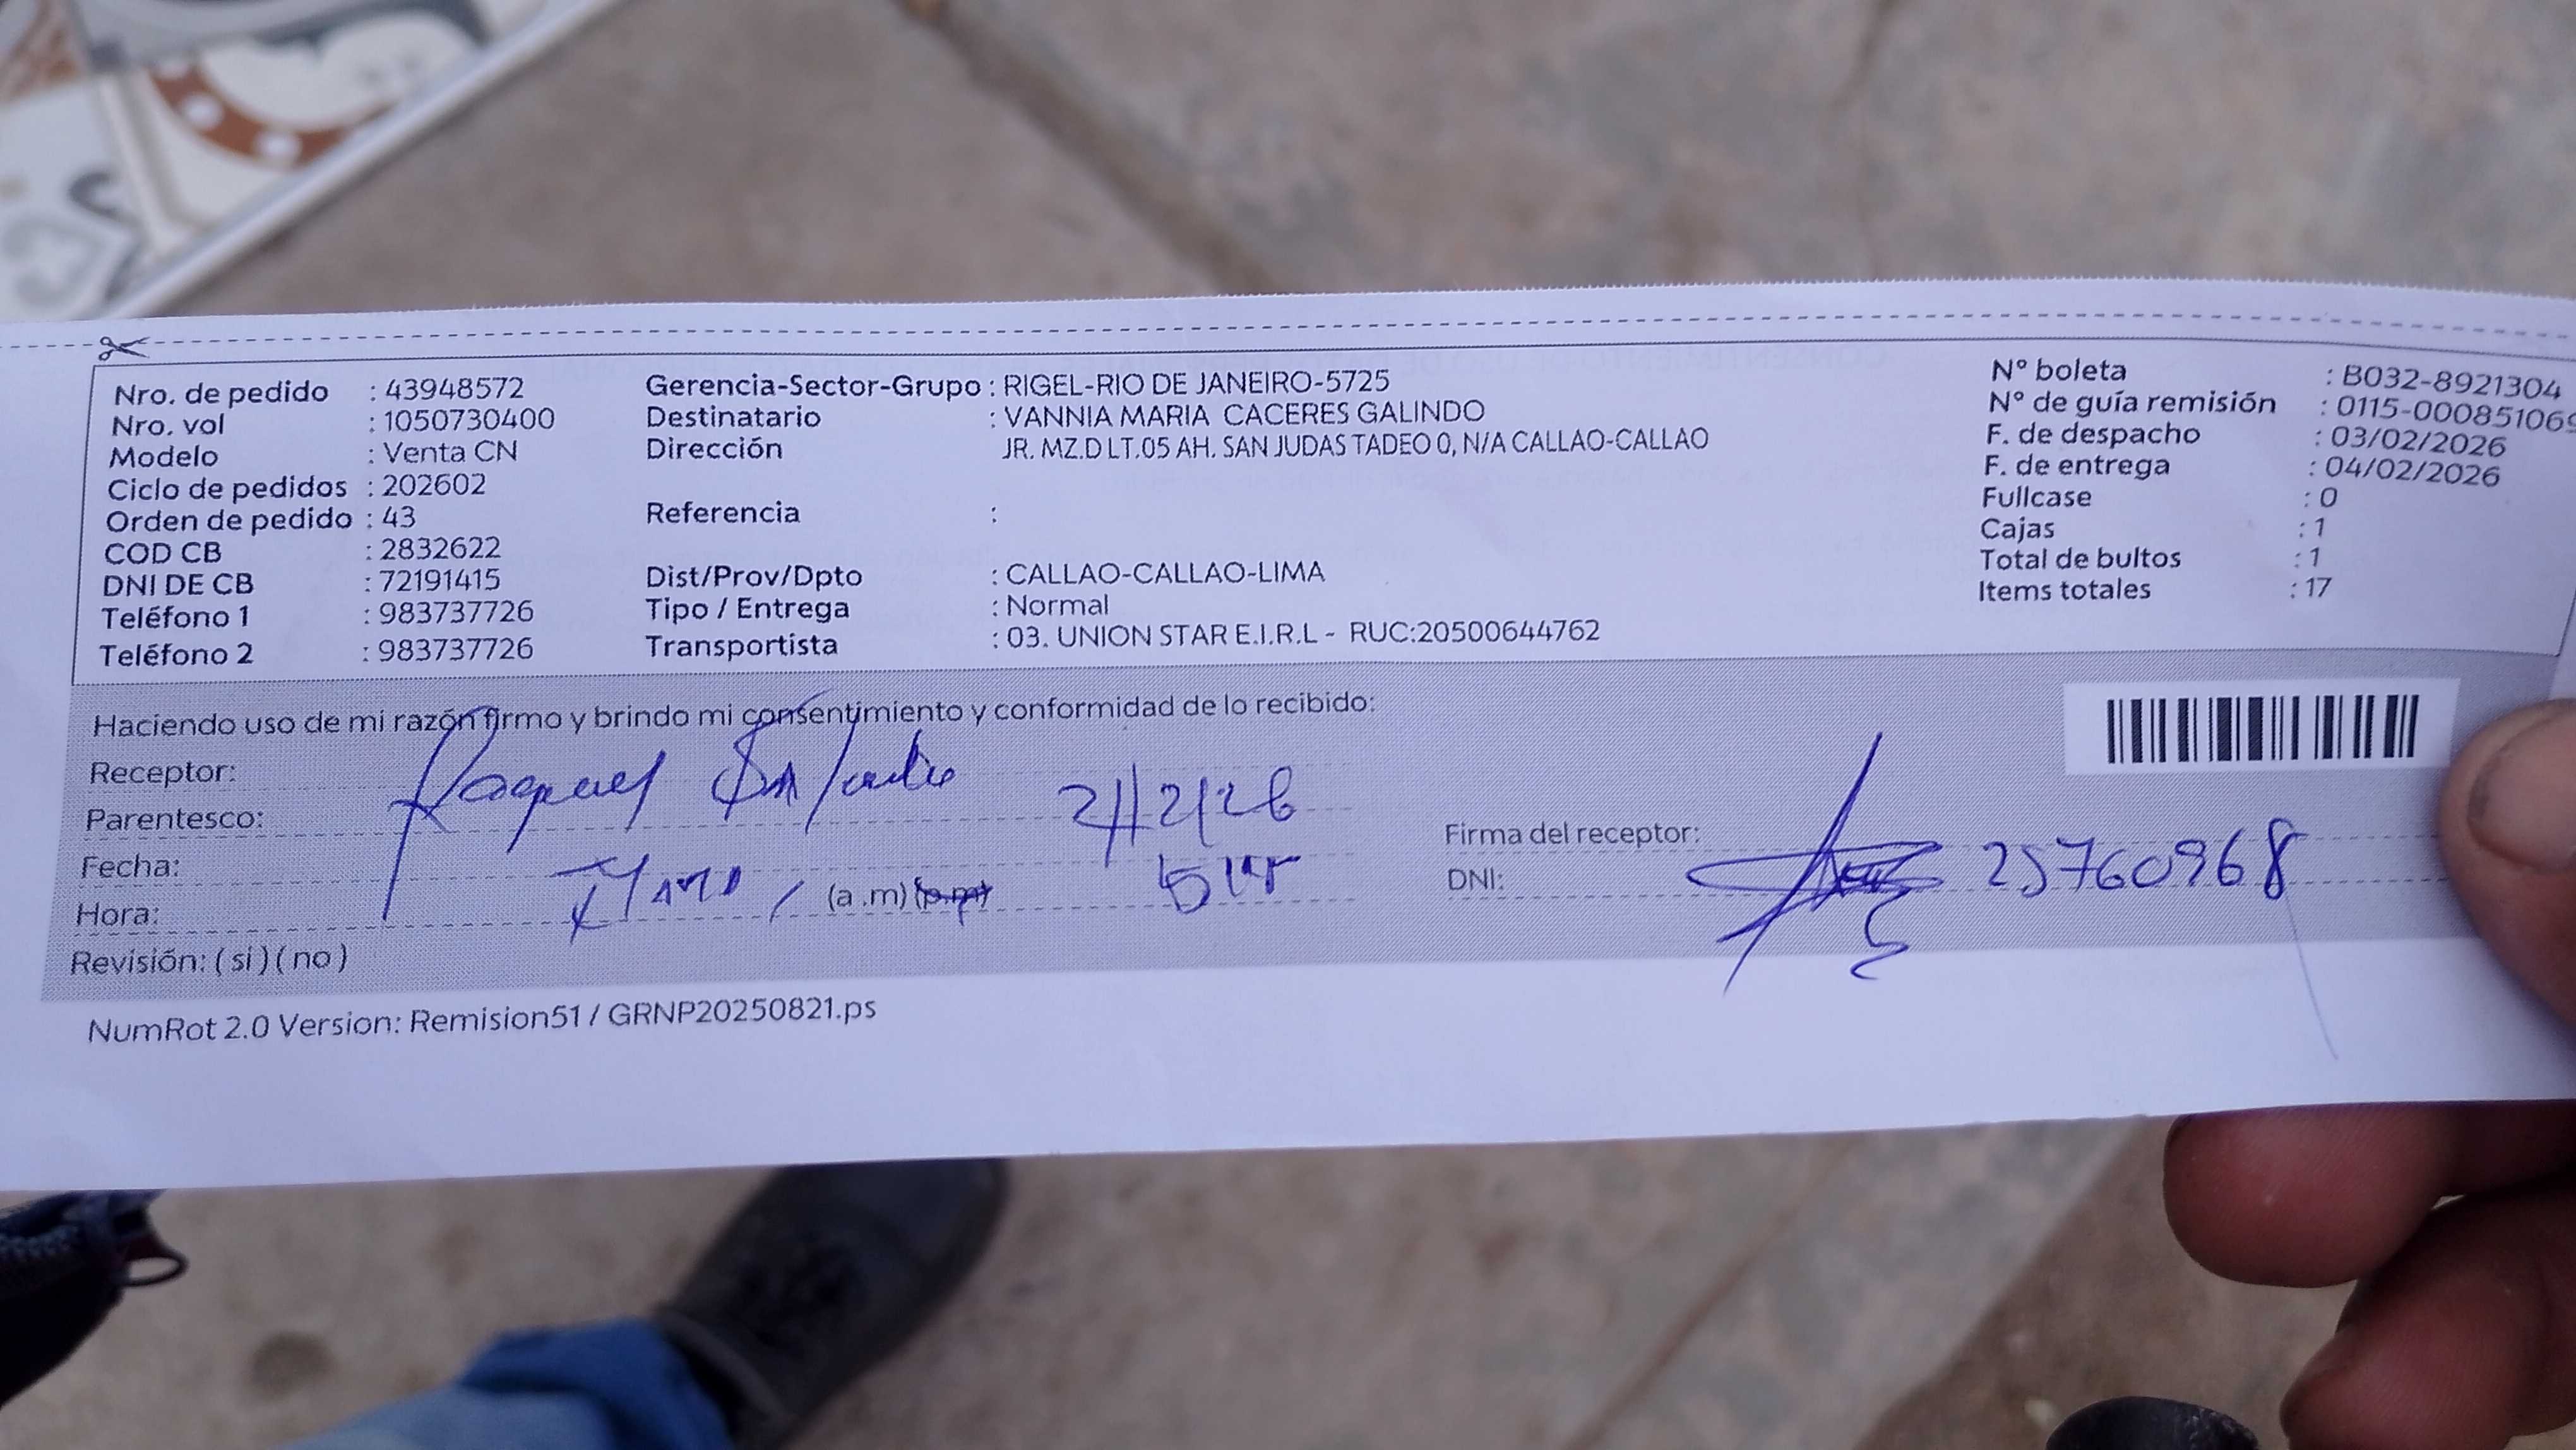 Nro. de pedido : 43948572
Nro. vol : 1050730400
Modelo : Venta CN
Ciclo de pedidos : 202602
Orden de pedido : 43
COD CB : 2832622
DNI DE CB : 72191415
Teléfono 1 : 983737726
Teléfono 2 : 983737726
Gerencia-Sector-Grupo : RIGEL-RIO DE JANEIRO-5725
Destinatario : VANNIA MARIA CACERES GALINDO
Dirección JR. MZ.D LT.05 AH. SAN JUDAS TADEO 0, N/A CALLAO-CALLAO
Referencia :
Dist/Prov/Dpto : CALLAO-CALLAO-LIMA
Tipo / Entrega : Normal
Transportista : 03. UNION STAR E.I.R.L - RUC:20500644762
N° boleta : B032-8921304
N° de guía remisión : 0115-000851069
F. de despacho : 03/02/2026
F. de entrega : 04/02/2026
Fullcase : 0
Cajas : 1
Total de bultos : 1
Items totales : 17
Haciendo uso de mi razón firmo y brindo mi consentimiento y conformidad de lo recibido:
Receptor:
Parentesco:
Fecha:
Hora: (a.m)(p.m)
Revisión: (si)(no)
Firma del receptor:
DNI: 25760968
NumRot 2.0 Version: Remision51 / GRNP20250821.ps